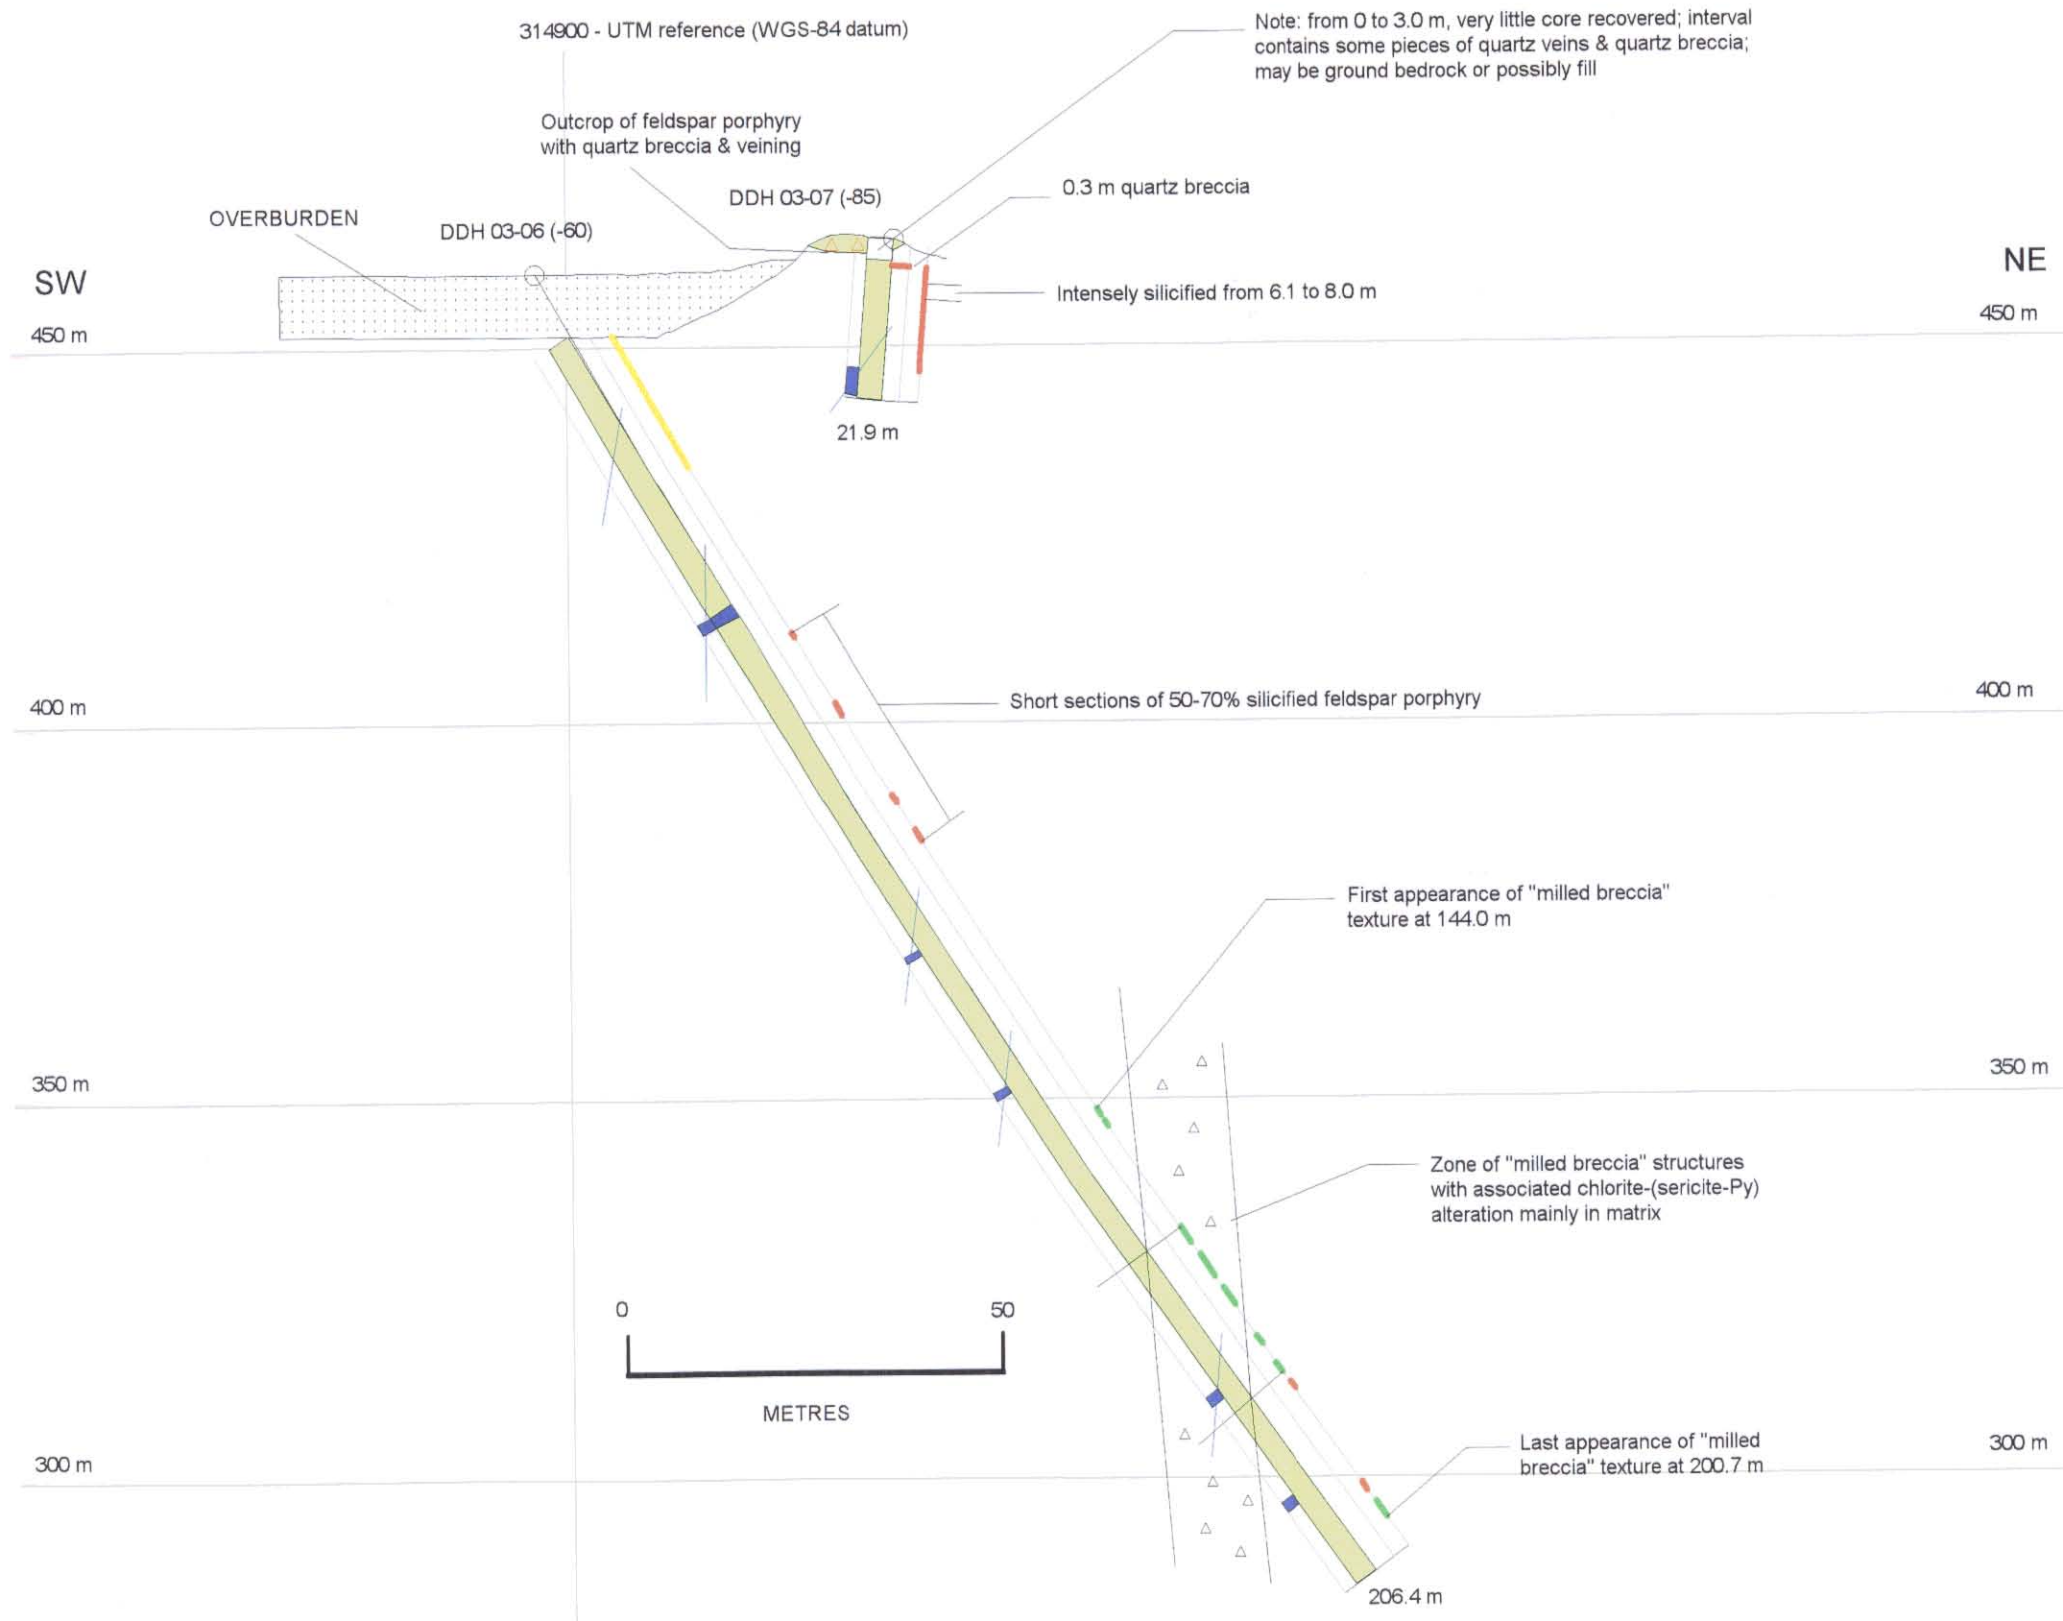 314900 - UTM reference (WGS-84 datum)
Note: from 0 to 3.0 m, very little core recovered; interval
contains some pieces of quartz veins & quartz breccia;
may be ground bedrock or possibly fill
Outcrop of feldspar porphyry
with quartz breccia & veining
DDH 03-07 (-85)
0.3 m quartz breccia
OVERBURDEN
DDH 03-06 (-60)
SW
NE
Intensely silicified from 6.1 to 8.0 m
450 m
450 m
21.9 m
400 m
Short sections of 50-70% silicified feldspar porphyry
400 m
First appearance of "milled breccia"
texture at 144.0 m
350 m
350 m
Zone of "milled breccia" structures
with associated chlorite-(sericite-Py)
alteration mainly in matrix
0
50
METRES
300 m
Last appearance of "milled
breccia" texture at 200.7 m
300 m
206.4 m